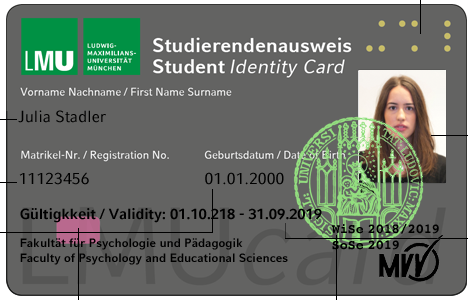 LMU
LUDWIG-
MAXIMILIANS-
UNIVERSITÄT
MÜNCHEN
Studierendenausweis
Student Identity Card
Vorname Nachname / First Name Surname
Julia Stadler
Matrikel-Nr. / Registration No.
Geburtsdatum / Date of Birth
11123456
01.01.2000
Gültigkkeit / Validity: 01.10.218 - 31.09.2019
WiSe 2018/2019
SoSe 2019
Fakultät für Psychologie und Pädagogik
Faculty of Psychology and Educational Sciences
MVV
LMUcard